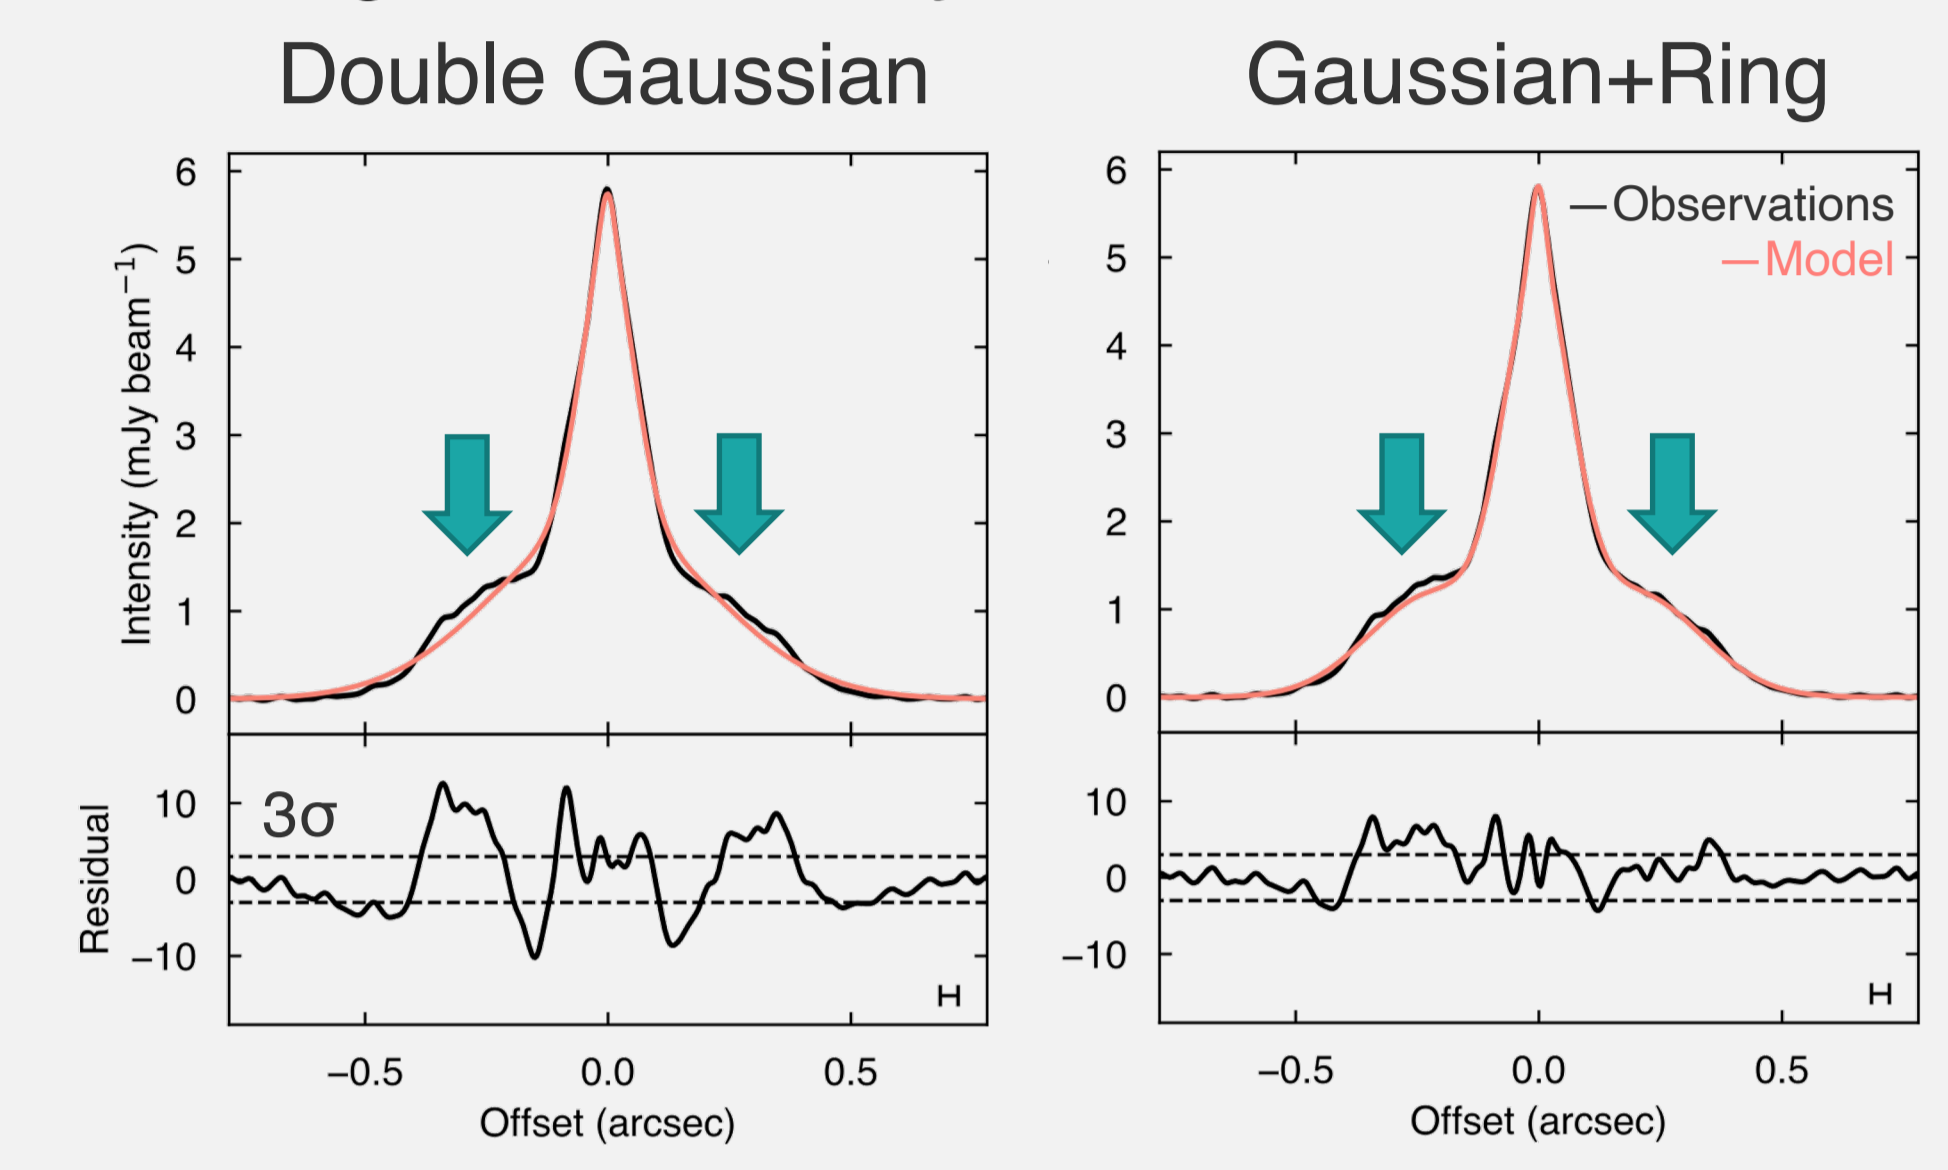 Double Gaussian
Gaussian+Ring
6
5
4
3
2
1
0
Intensity (mJy beam⁻¹)
10
0
−10
Residual
3σ
−0.5 0.0 0.5
Offset (arcsec)
6
5
4
3
2
1
0
—Observations
—Model
10
0
−10
−0.5 0.0 0.5
Offset (arcsec)